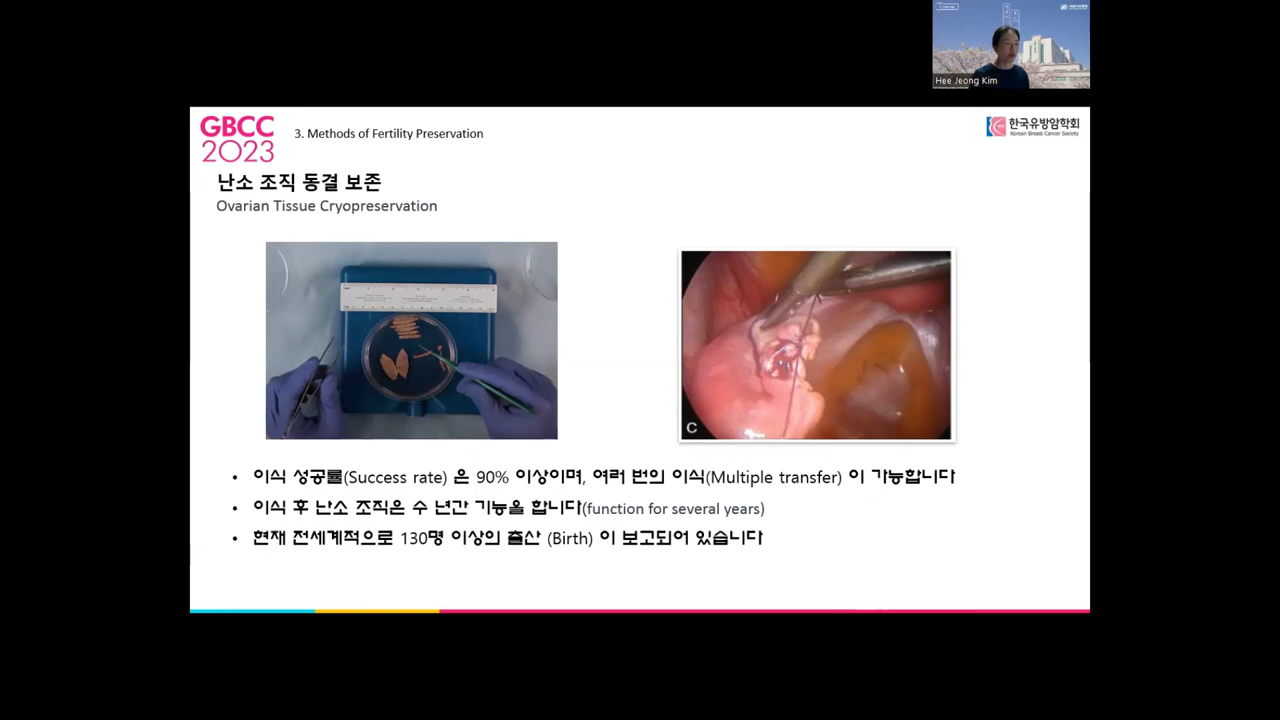 Hee Jeong Kim
GBCC
2023
3. Methods of Fertility Preservation
한국유방암학회
Korean Breast Cancer Society
난소 조직 동결 보존
Ovarian Tissue Cryopreservation
C
• 이식 성공률(Success rate) 은 90% 이상이며, 여러 번의 이식(Multiple transfer) 이 가능합니다
• 이식 후 난소 조직은 수 년간 기능을 합니다(function for several years)
• 현재 전세계적으로 130명 이상의 출산 (Birth) 이 보고되어 있습니다